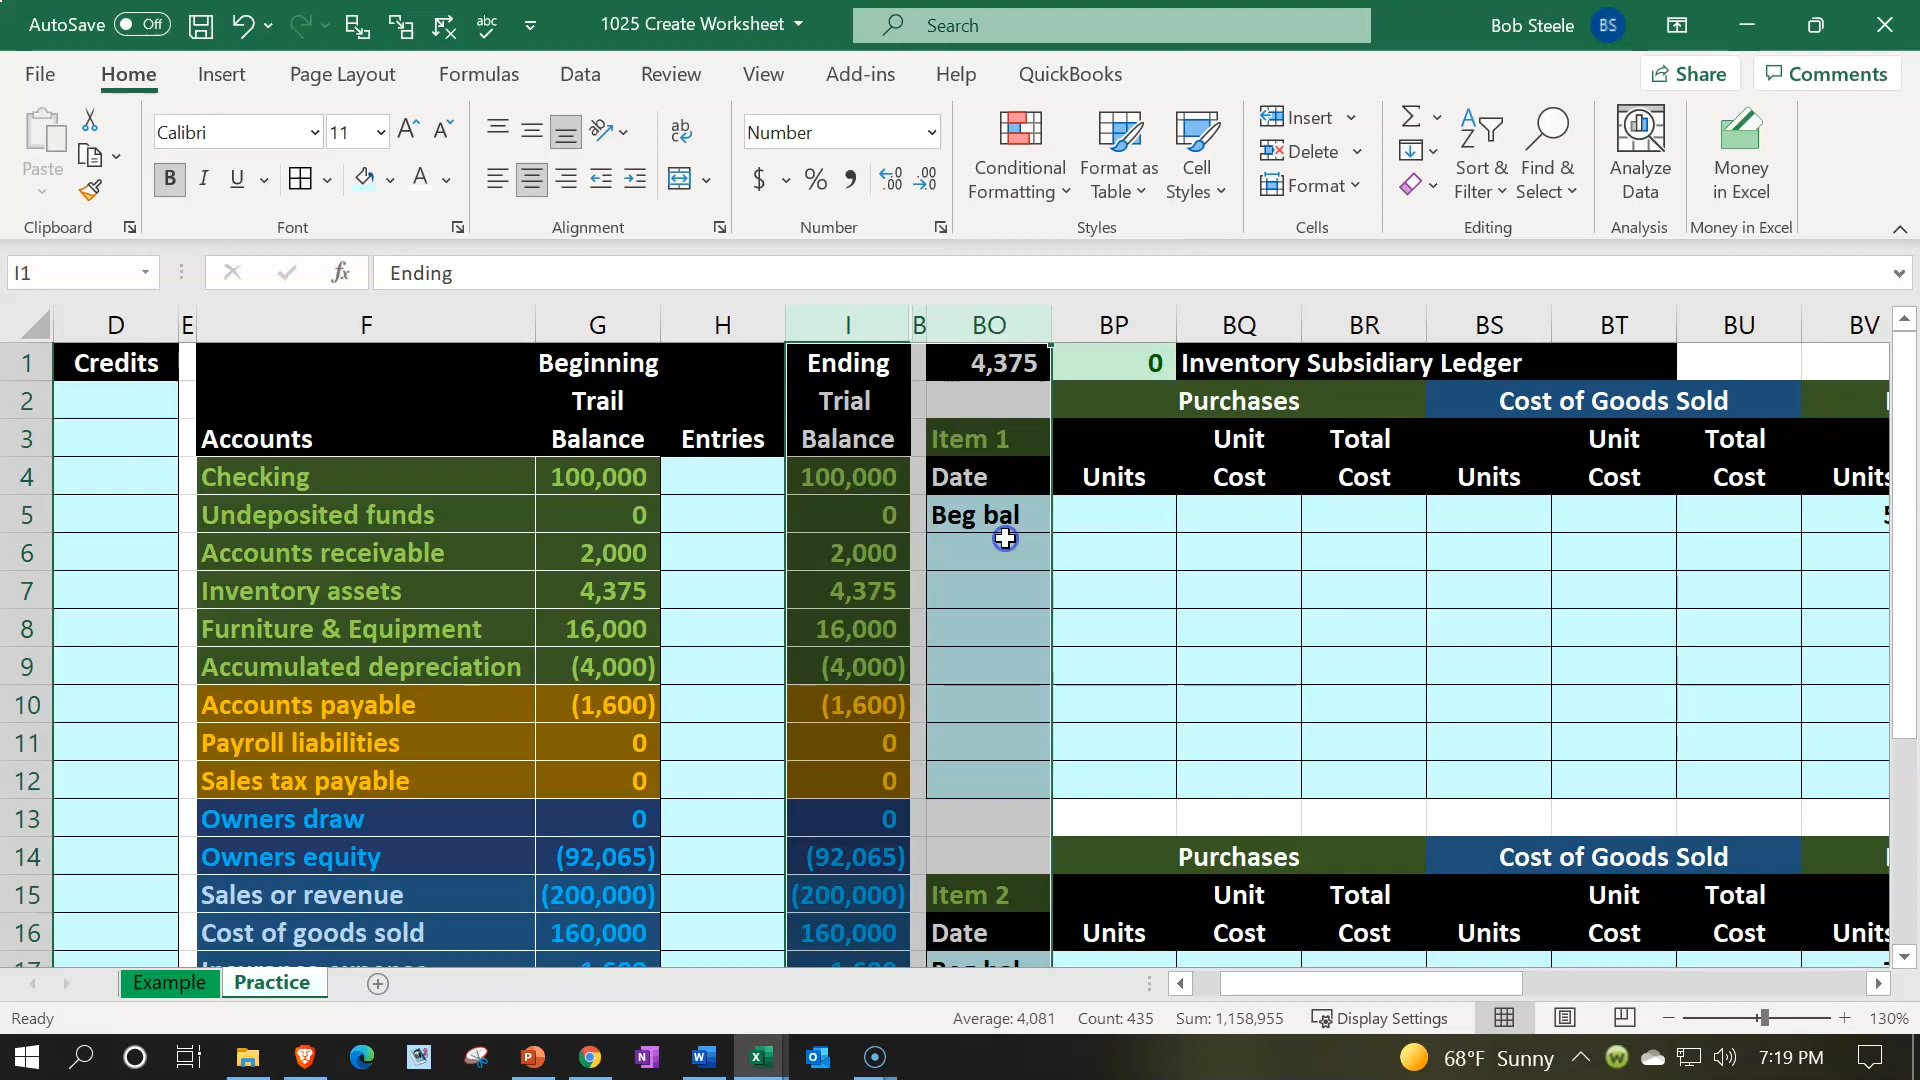 AutoSave Off 1025 Create Worksheet Search Bob Steele BS
File Home Insert Page Layout Formulas Data Review View Add-ins Help QuickBooks Share Comments
Paste Calibri 11 Number Insert Delete Format
Conditional Formatting Format as Table Cell Styles Sort & Filter Find & Select Analyze Data Money in Excel
Clipboard Font Alignment Number Styles Cells Editing Analysis Money in Excel
I1 fx Ending
D E F G H I B BO BP BQ BR BS BT BU BV
1 Credits Beginning Ending 4,375 0 Inventory Subsidiary Ledger
2 Trail Trial Purchases Cost of Goods Sold
3 Accounts Balance Entries Balance Item 1 Unit Total Unit Total
4 Checking 100,000 100,000 Date Units Cost Cost Units Cost Cost Units
5 Undeposited funds 0 0 Beg bal
6 Accounts receivable 2,000 2,000
7 Inventory assets 4,375 4,375
8 Furniture & Equipment 16,000 16,000
9 Accumulated depreciation (4,000) (4,000)
10 Accounts payable (1,600) (1,600)
11 Payroll liabilities 0 0
12 Sales tax payable 0 0
13 Owners draw 0 0
14 Owners equity (92,065) (92,065) Purchases Cost of Goods Sold
15 Sales or revenue (200,000) (200,000) Item 2 Unit Total Unit Total
16 Cost of goods sold 160,000 160,000 Date Units Cost Cost Units Cost Cost Units
Example Practice
Ready Average: 4,081 Count: 435 Sum: 1,158,955 Display Settings 130%
68°F Sunny 7:19 PM